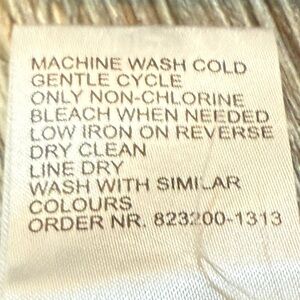 MACHINE WASH COLD
GENTLE CYCLE
ONLY NON-CHLORINE
BLEACH WHEN NEEDED
LOW IRON ON REVERSE
DRY CLEAN
LINE DRY
WASH WITH SIMILAR
COLOURS
ORDER NR. 823200-1313